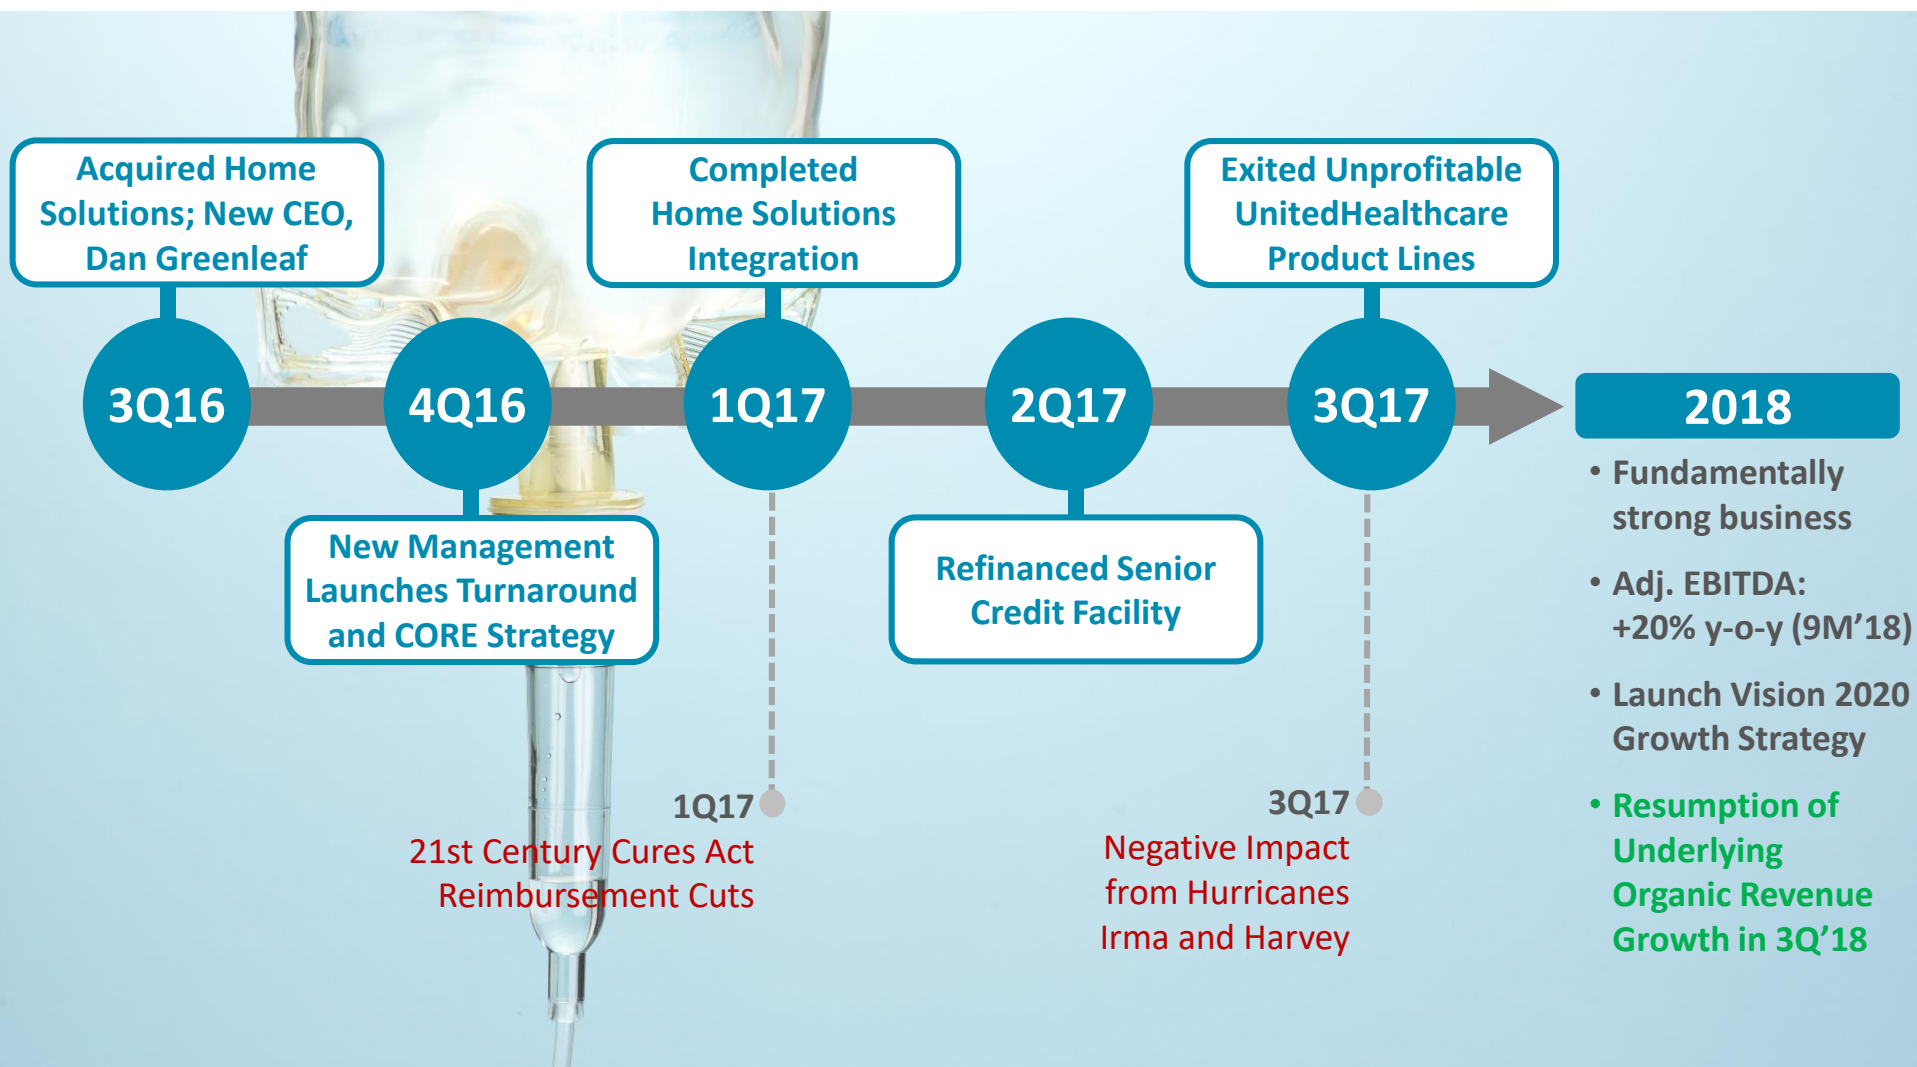 Acquired Home
Solutions; New CEO,
Dan Greenleaf
Completed
Home Solutions
Integration
Exited Unprofitable
UnitedHealthcare
Product Lines
3Q16
4Q16
1Q17
2Q17
3Q17
2018
New Management
Launches Turnaround
and CORE Strategy
Refinanced Senior
Credit Facility
1Q17
21st Century Cures Act
Reimbursement Cuts
3Q17
Negative Impact
from Hurricanes
Irma and Harvey
• Fundamentally
strong business
• Adj. EBITDA:
+20% y-o-y (9M’18)
• Launch Vision 2020
Growth Strategy
• Resumption of
Underlying
Organic Revenue
Growth in 3Q’18